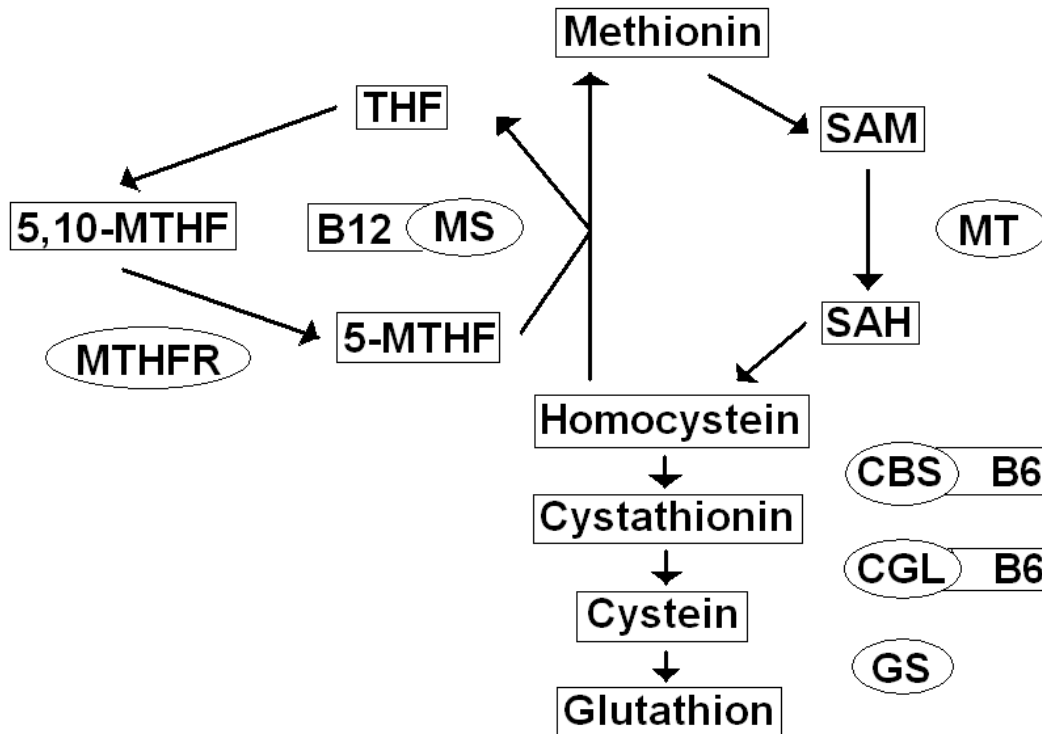 Methionin
THF
SAM
5,10-MTHF
B12
MS
MT
5-MTHF
SAH
MTHFR
Homocystein
CBS
B6
Cystathionin
CGL
B6
Cystein
GS
Glutathion